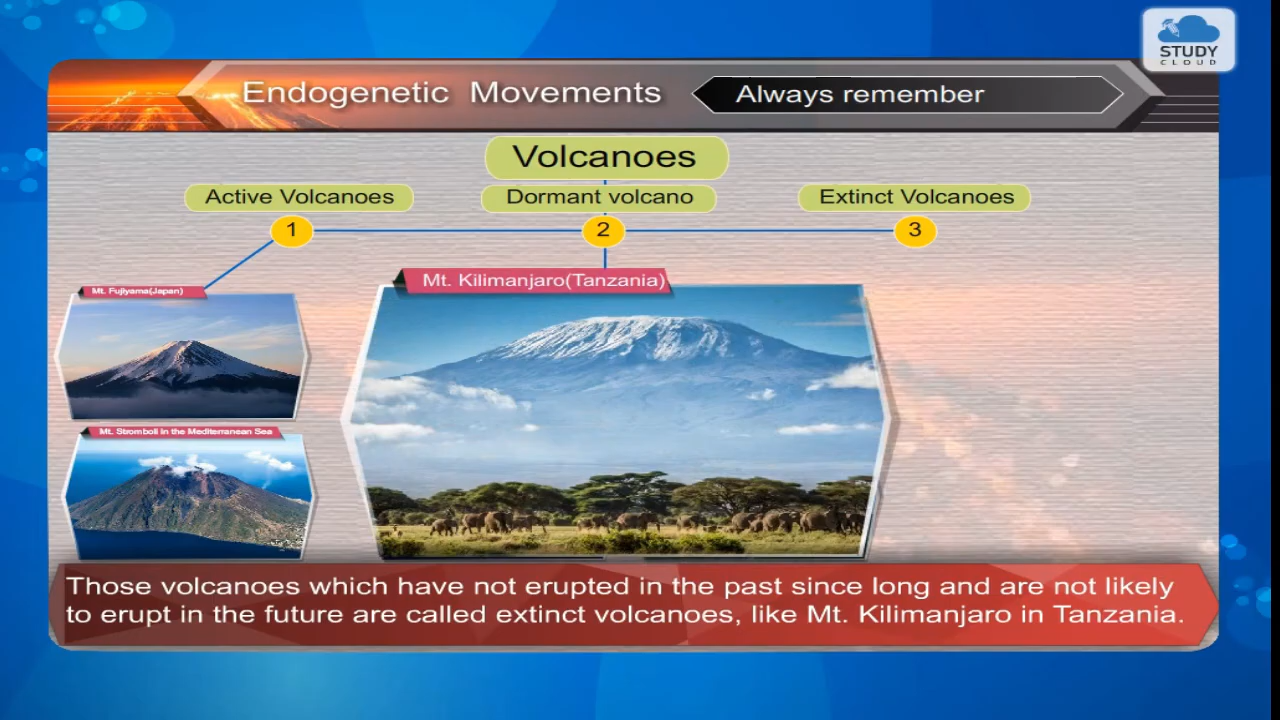 STUDY
CLOUD
Endogenetic Movements
Always remember
Volcanoes
Active Volcanoes
Dormant volcano
Extinct Volcanoes
1
2
3
Mt. Fujiyama(Japan)
Mt. Kilimanjaro(Tanzania)
Mt. Stromboli in the Mediterranean Sea
Those volcanoes which have not erupted in the past since long and are not likely
to erupt in the future are called extinct volcanoes, like Mt. Kilimanjaro in Tanzania.